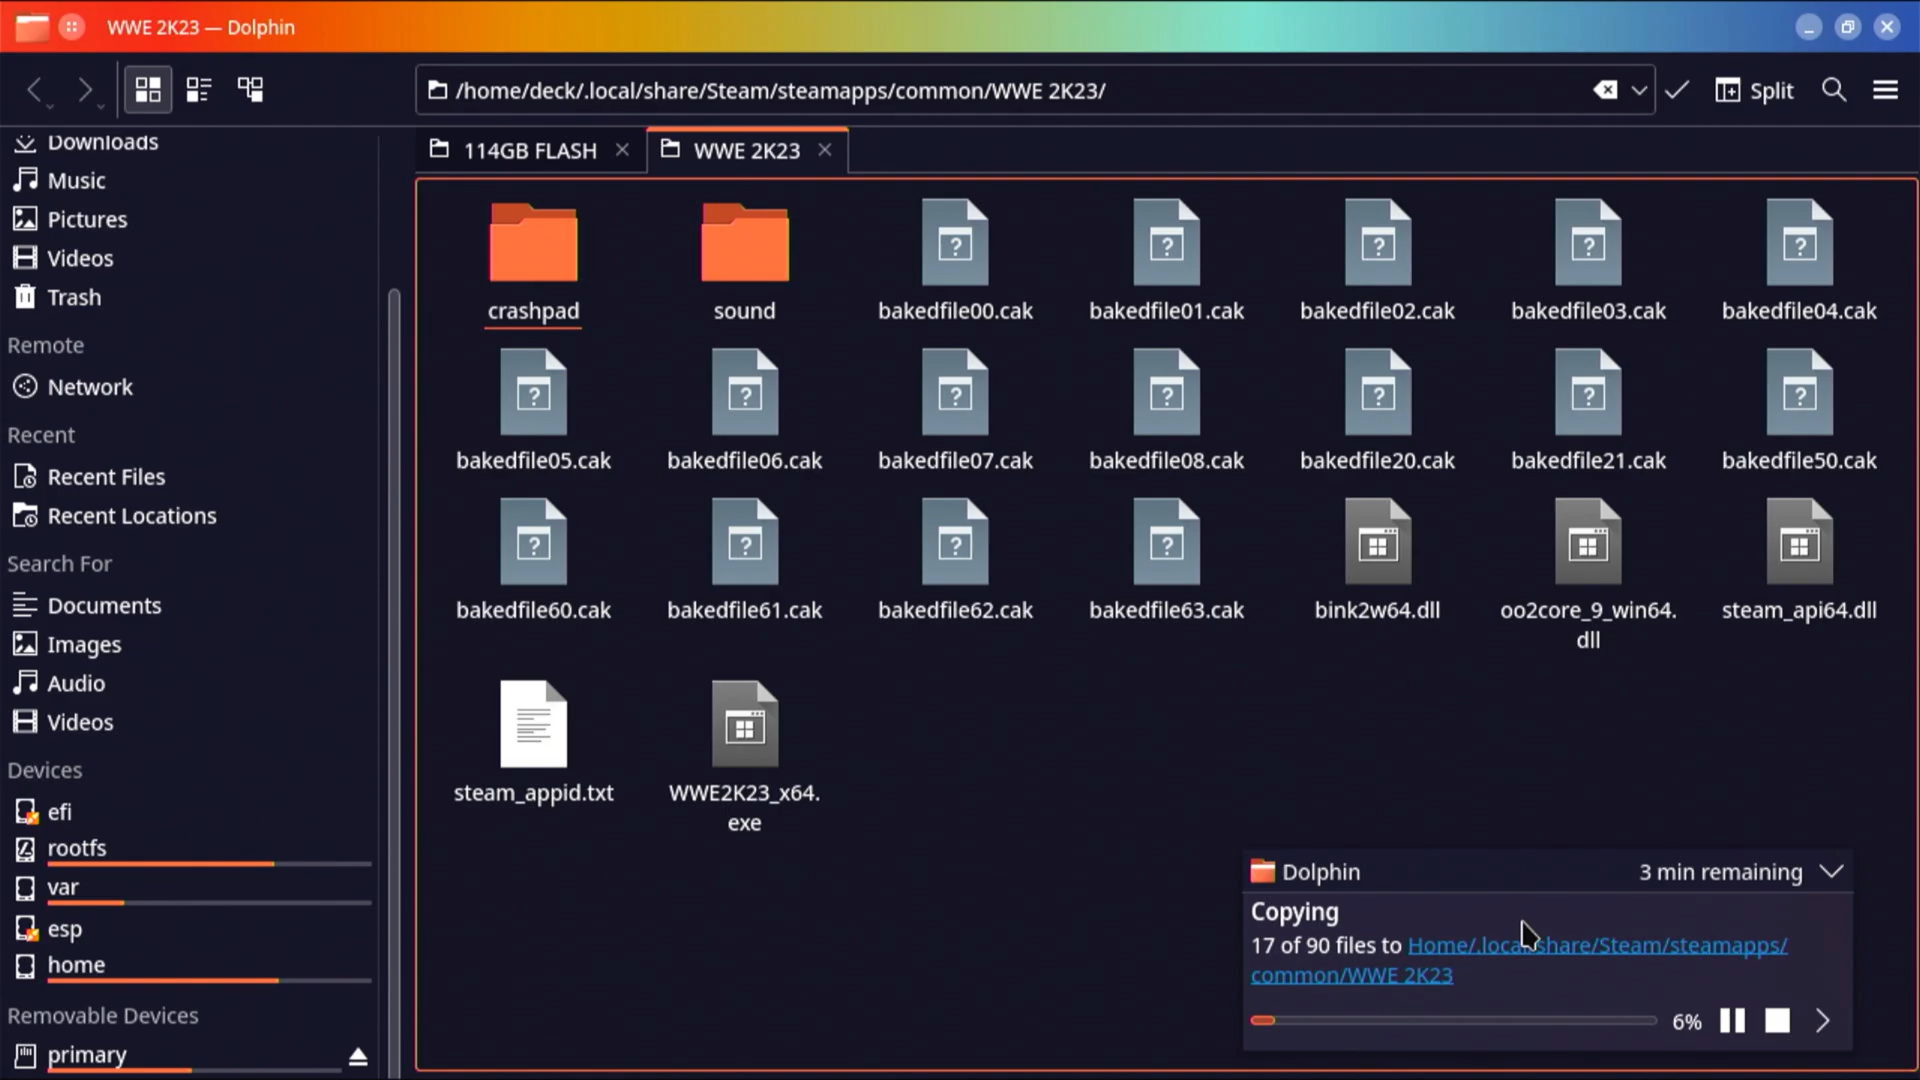 WWE 2K23 — Dolphin
/home/deck/.local/share/Steam/steamapps/common/WWE 2K23/
Split
Downloads
Music
Pictures
Videos
Trash
Remote
Network
Recent
Recent Files
Recent Locations
Search For
Documents
Images
Audio
Videos
Devices
efi
rootfs
var
esp
home
Removable Devices
primary
114GB FLASH
WWE 2K23
crashpad
sound
bakedfile00.cak
bakedfile01.cak
bakedfile02.cak
bakedfile03.cak
bakedfile04.cak
bakedfile05.cak
bakedfile06.cak
bakedfile07.cak
bakedfile08.cak
bakedfile20.cak
bakedfile21.cak
bakedfile50.cak
bakedfile60.cak
bakedfile61.cak
bakedfile62.cak
bakedfile63.cak
bink2w64.dll
oo2core_9_win64.
dll
steam_api64.dll
steam_appid.txt
WWE2K23_x64.
exe
Dolphin
3 min remaining
Copying
17 of 90 files to Home/.local/share/Steam/steamapps/
common/WWE 2K23
6%